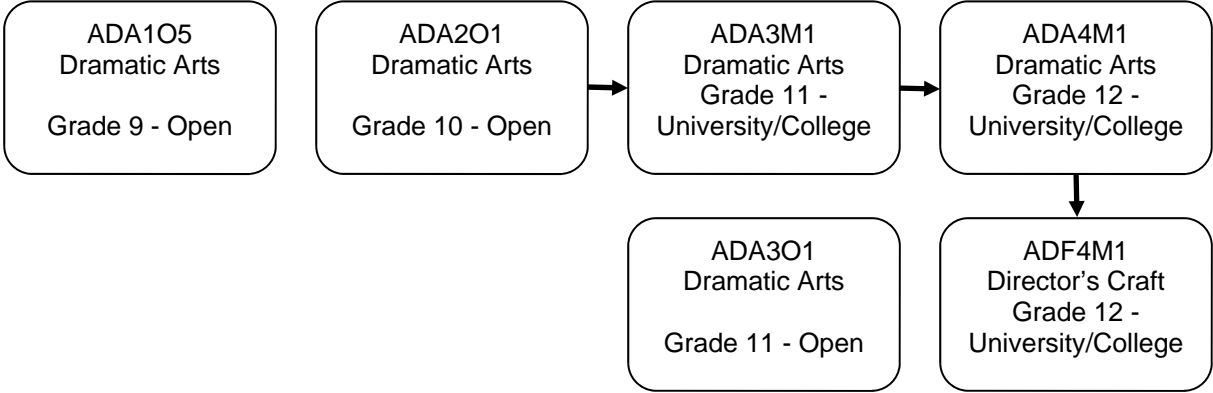 ADA1O5
Dramatic Arts
Grade 9 - Open
ADA2O1
Dramatic Arts
Grade 10 - Open
ADA3M1
Dramatic Arts
Grade 11 -
University/College
ADA4M1
Dramatic Arts
Grade 12 -
University/College
ADA3O1
Dramatic Arts
Grade 11 - Open
ADF4M1
Director’s Craft
Grade 12 -
University/College